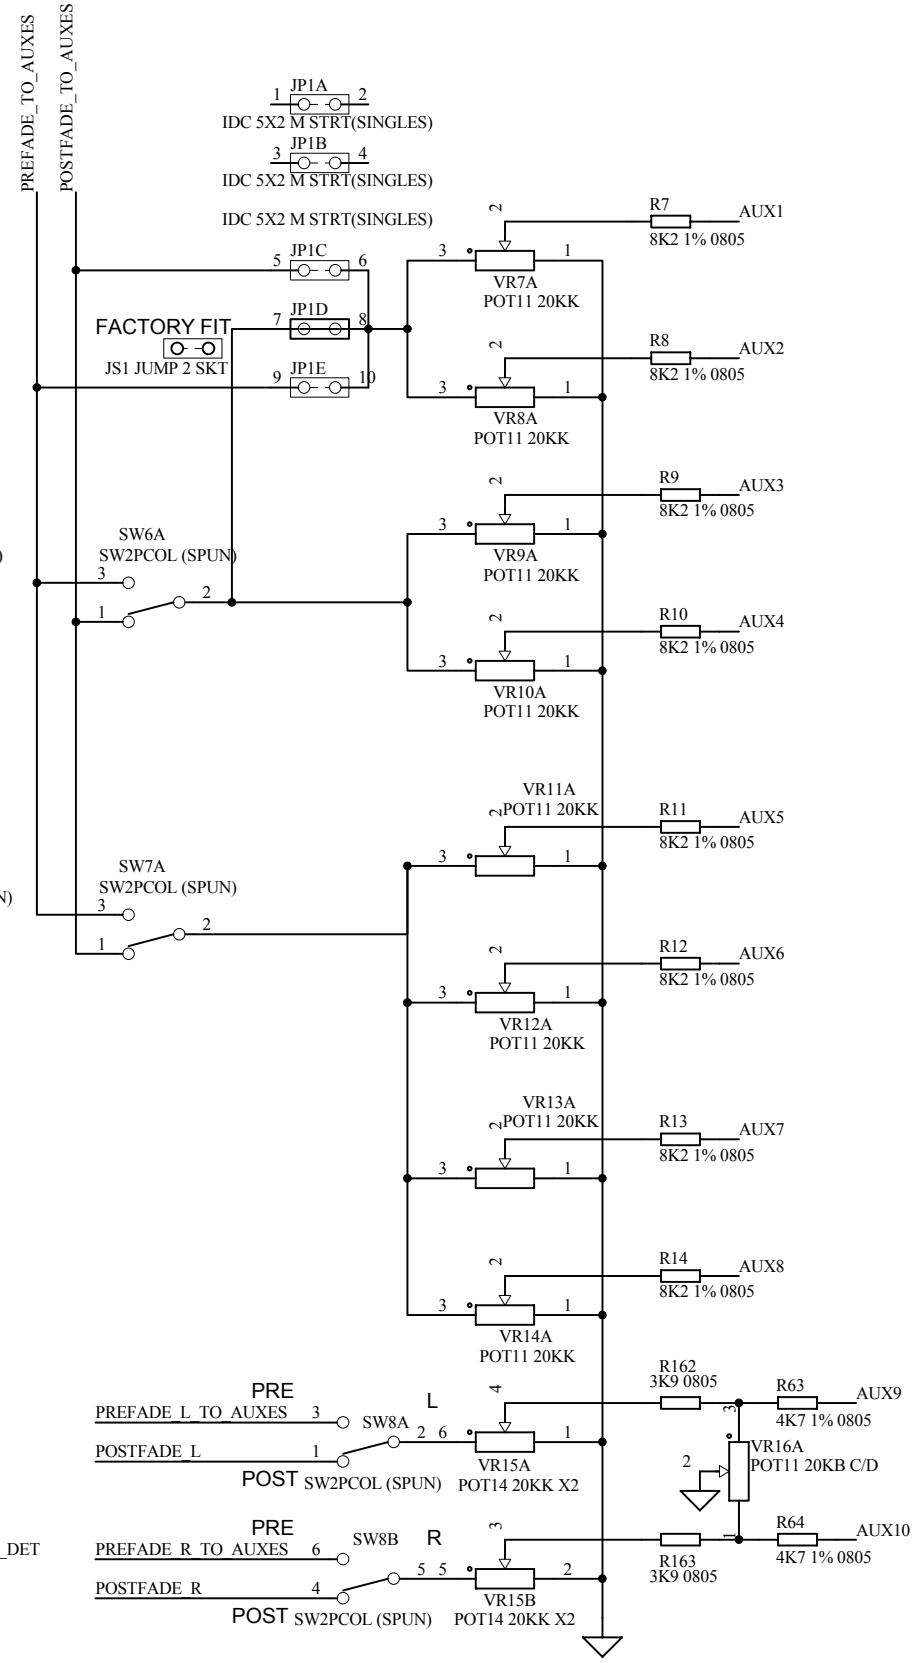 PREFADE_TO_AUXES
POSTFADE_TO_AUXES
JP1A
1 2
IDC 5X2 M STRT(SINGLES)
JP1B
3 4
IDC 5X2 M STRT(SINGLES)
IDC 5X2 M STRT(SINGLES)
JP1C
5 6
FACTORY FIT
JS1 JUMP 2 SKT
JP1D
7 8
JP1E
9 10
2
3 1
VR7A
POT11 20KK
R7
8K2 1% 0805
AUX1
2
3 1
VR8A
POT11 20KK
R8
8K2 1% 0805
AUX2
2
3 1
VR9A
POT11 20KK
R9
8K2 1% 0805
AUX3
)
SW6A
SW2PCOL (SPUN)
3
2
1
2
3 1
VR10A
POT11 20KK
R10
8K2 1% 0805
AUX4
VR11A
POT11 20KK
2
3 1
R11
8K2 1% 0805
AUX5
N)
SW7A
SW2PCOL (SPUN)
3
2
1
2
3 1
VR12A
POT11 20KK
R12
8K2 1% 0805
AUX6
VR13A
POT11 20KK
2
3 1
R13
8K2 1% 0805
AUX7
2
3 1
VR14A
POT11 20KK
R14
8K2 1% 0805
AUX8
PRE
PREFADE_L_TO_AUXES 3
POSTFADE_L 1
POST
SW8A
SW2PCOL (SPUN)
L
2 6
4
1
VR15A
POT14 20KK X2
R162
3K9 0805
R63
4K7 1% 0805
AUX9
3
2
1
VR16A
POT11 20KB C/D
_DET
PRE
PREFADE_R_TO_AUXES 6
POSTFADE_R 4
POST
SW8B
SW2PCOL (SPUN)
R
5 5
3
2
VR15B
POT14 20KK X2
R163
3K9 0805
R64
4K7 1% 0805
AUX10